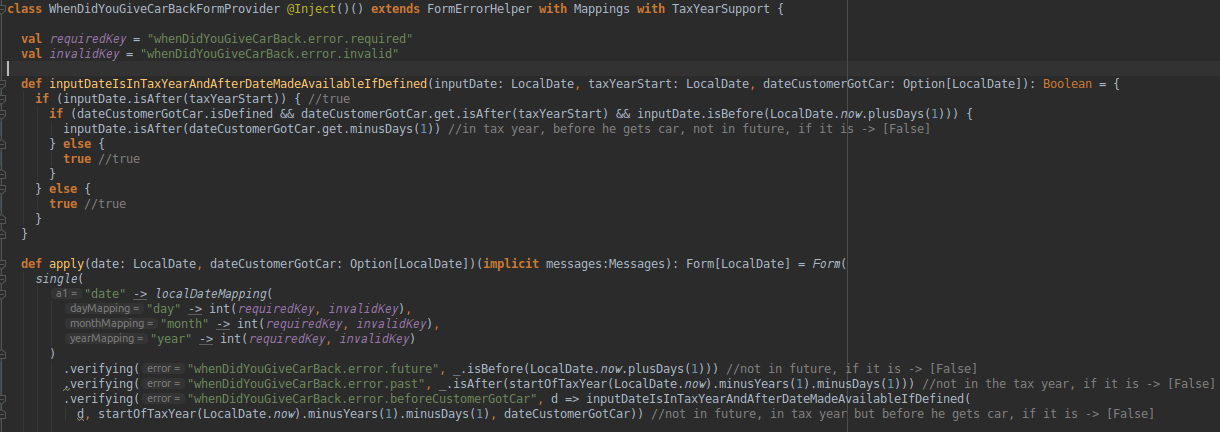 class WhenDidYouGiveCarBackFormProvider @Inject()() extends FormErrorHelper with Mappings with TaxYearSupport {
val requiredKey = "whenDidYouGiveCarBack.error.required"
val invalidKey = "whenDidYouGiveCarBack.error.invalid"
def inputDateIsInTaxYearAndAfterDateMadeAvailableIfDefined(inputDate: LocalDate, taxYearStart: LocalDate, dateCustomerGotCar: Option[LocalDate]): Boolean = {
if (inputDate.isAfter(taxYearStart)) { //true
if (dateCustomerGotCar.isDefined && dateCustomerGotCar.get.isAfter(taxYearStart) && inputDate.isBefore(LocalDate.now.plusDays(1))) {
inputDate.isAfter(dateCustomerGotCar.get.minusDays(1)) //in tax year, before he gets car, not in future, if it is -> [False]
} else {
true //true
}
} else {
true //true
}
}
def apply(date: LocalDate, dateCustomerGotCar: Option[LocalDate])(implicit messages:Messages): Form[LocalDate] = Form(
single(
a1 = "date" -> localDateMapping(
dayMapping = "day" -> int(requiredKey, invalidKey),
monthMapping = "month" -> int(requiredKey, invalidKey),
yearMapping = "year" -> int(requiredKey, invalidKey)
)
.verifying( error = "whenDidYouGiveCarBack.error.future", _.isBefore(LocalDate.now.plusDays(1))) //not in future, if it is -> [False]
.verifying( error = "whenDidYouGiveCarBack.error.past", _.isAfter(startOfTaxYear(LocalDate.now).minusYears(1).minusDays(1))) //not in the tax year, if it is -> [False]
.verifying( error = "whenDidYouGiveCarBack.error.beforeCustomerGotCar", d => inputDateIsInTaxYearAndAfterDateMadeAvailableIfDefined(
d, startOfTaxYear(LocalDate.now).minusYears(1).minusDays(1), dateCustomerGotCar)) //not in future, in tax year but before he gets car, if it is -> [False]